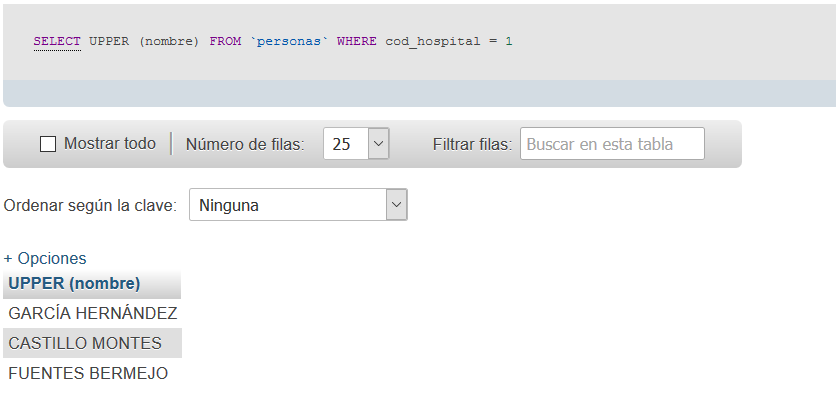 SELECT UPPER (nombre) FROM `personas` WHERE cod_hospital = 1
Mostrar todo Número de filas: 25 Filtrar filas: Buscar en esta tabla
Ordenar según la clave: Ninguna
+ Opciones
UPPER (nombre)
GARCÍA HERNÁNDEZ
CASTILLO MONTES
FUENTES BERMEJO